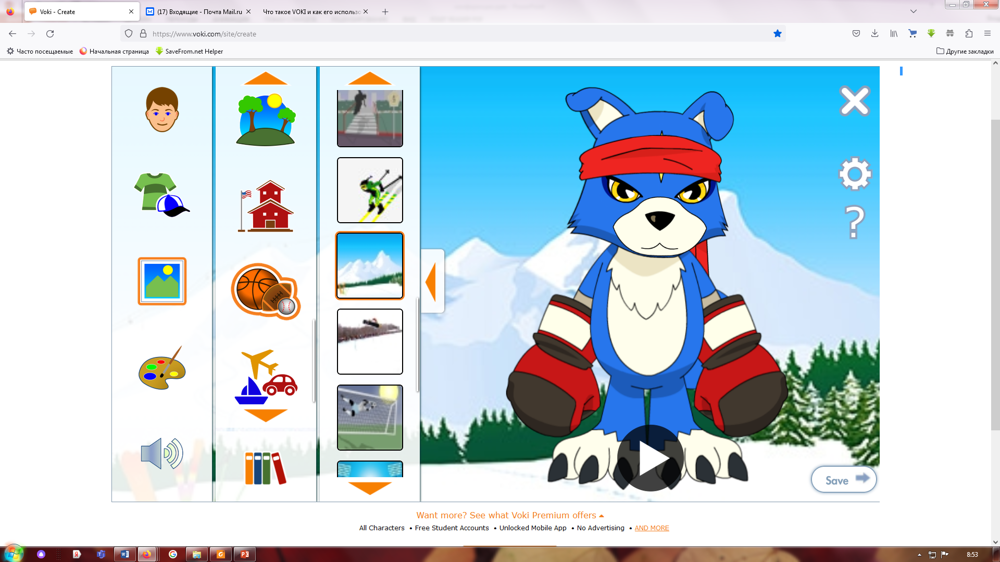 Voki - Create
(17) Входящие - Почта Mail.ru
Что такое VOKI и как его использо
https://www.voki.com/site/create
Часто посещаемые
Начальная страница
SaveFrom.net Helper
Другие закладки
Save
Want more? See what Voki Premium offers
All Characters • Free Student Accounts • Unlocked Mobile App • No Advertising • AND MORE
8:53